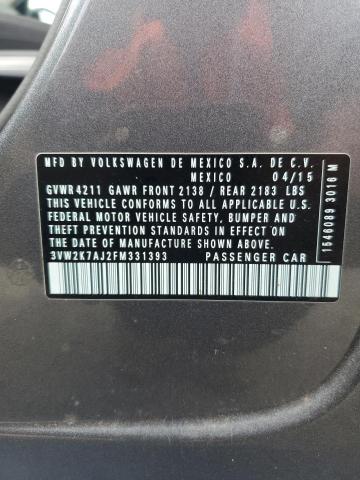 MFD BY VOLKSWAGEN DE MEXICO S.A. DE C.V.
MEXICO 04/15
GVWR 4211 GAWR FRONT 2138 / REAR 2183 LBS
THIS VEHICLE CONFORMS TO ALL APPLICABLE U.S.
FEDERAL MOTOR VEHICLE SAFETY, BUMPER AND
THEFT PREVENTION STANDARDS IN EFFECT ON THE
DATE OF MANUFACTURE SHOWN ABOVE
3VW2K7AJ2FM331393 PASSENGER CAR
1546089 3016 M